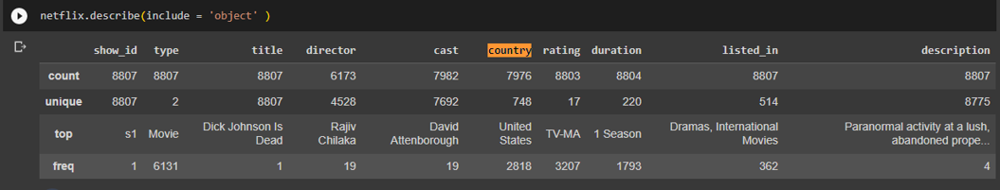 netflix.describe(include = 'object' )
show_id type title director cast country rating duration listed_in description
count 8807 8807 8807 6173 7982 7976 8803 8804 8807 8807
unique 8807 2 8807 4528 7692 748 17 220 514 8775
top s1 Movie Dick Johnson Is Dead Rajiv Chilaka David Attenborough United States TV-MA 1 Season Dramas, International Movies Paranormal activity at a lush, abandoned prope...
freq 1 6131 1 19 19 2818 3207 1793 362 4